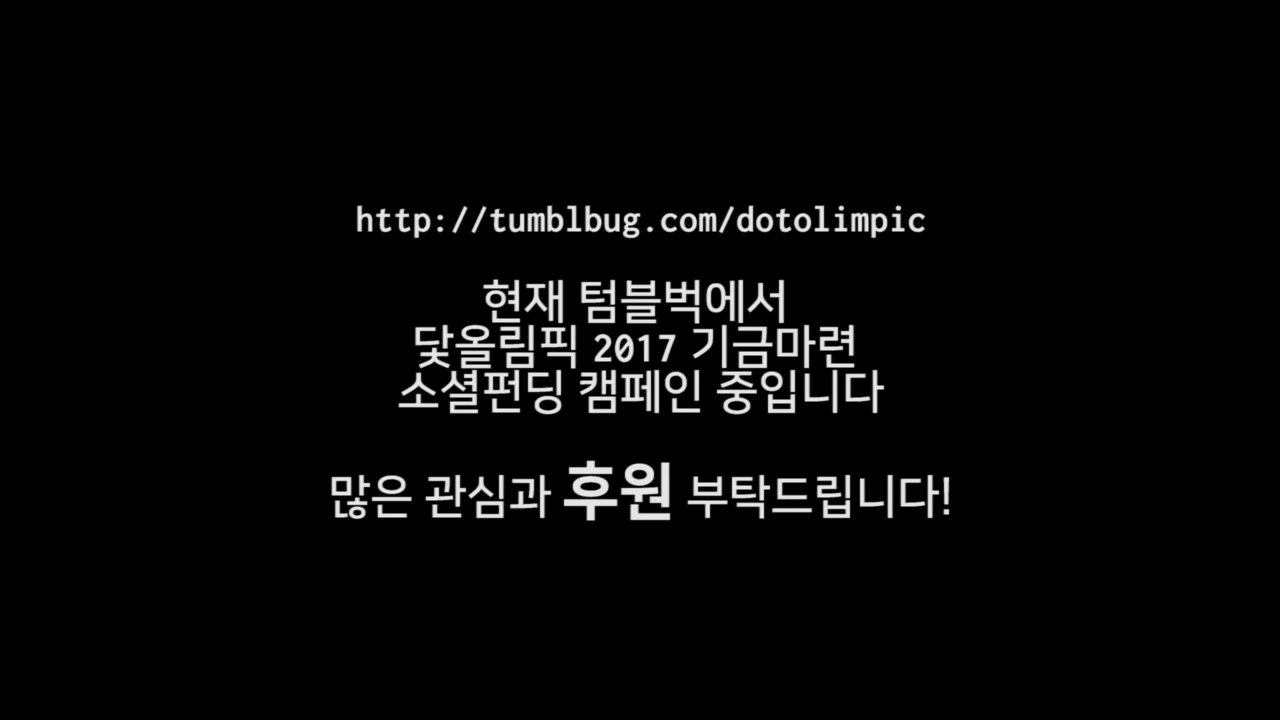 http://tumblbug.com/dotolimpic
현재 텀블벅에서
닻올림픽 2017 기금마련
소셜펀딩 캠페인 중입니다
많은 관심과 후원 부탁드립니다!